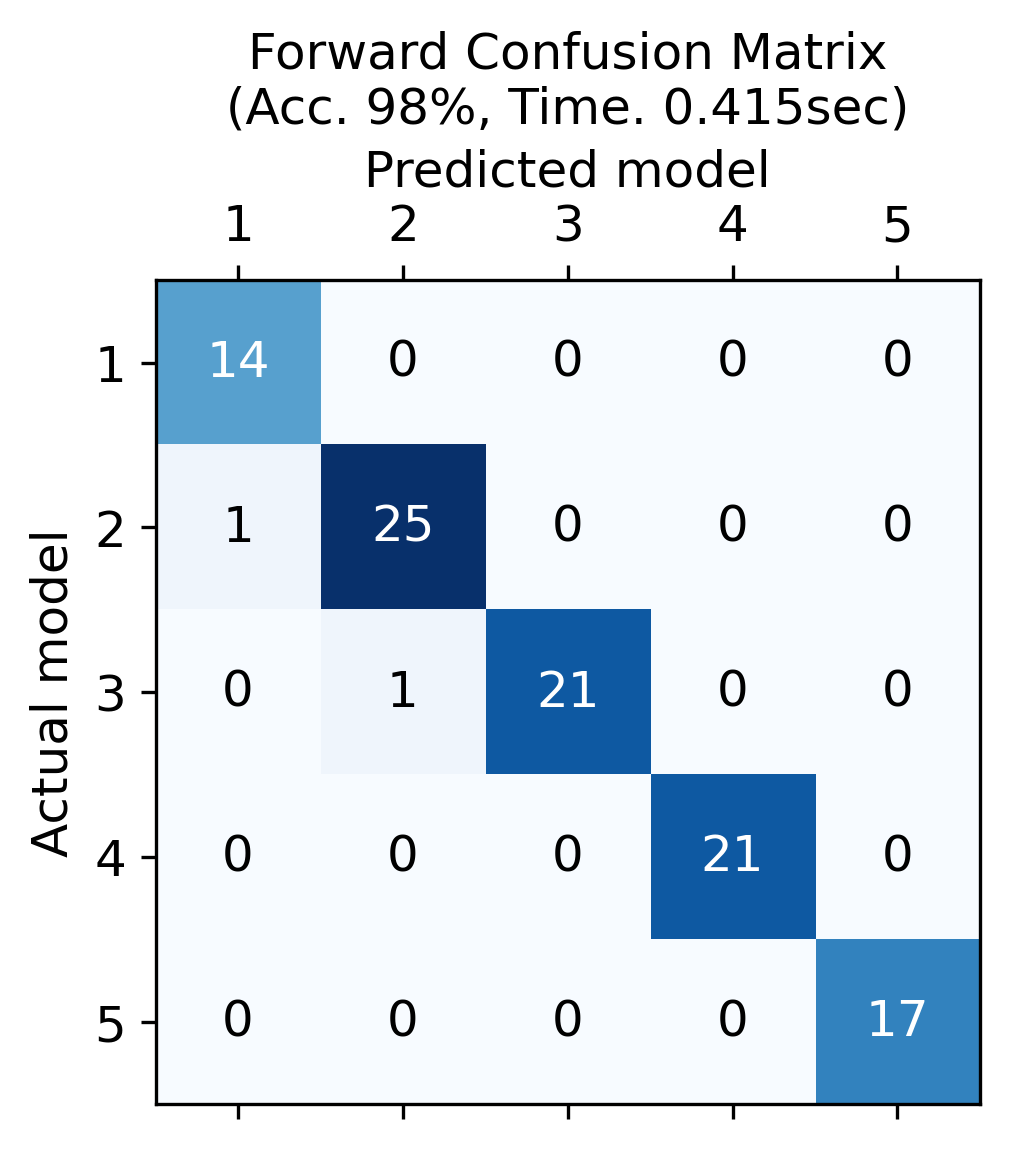 Forward Confusion Matrix
(Acc. 98%, Time. 0.415sec)
Predicted model
1 2 3 4 5
1 14 0 0 0 0
2 1 25 0 0 0
3 0 1 21 0 0
4 0 0 0 21 0
5 0 0 0 0 17
Actual model